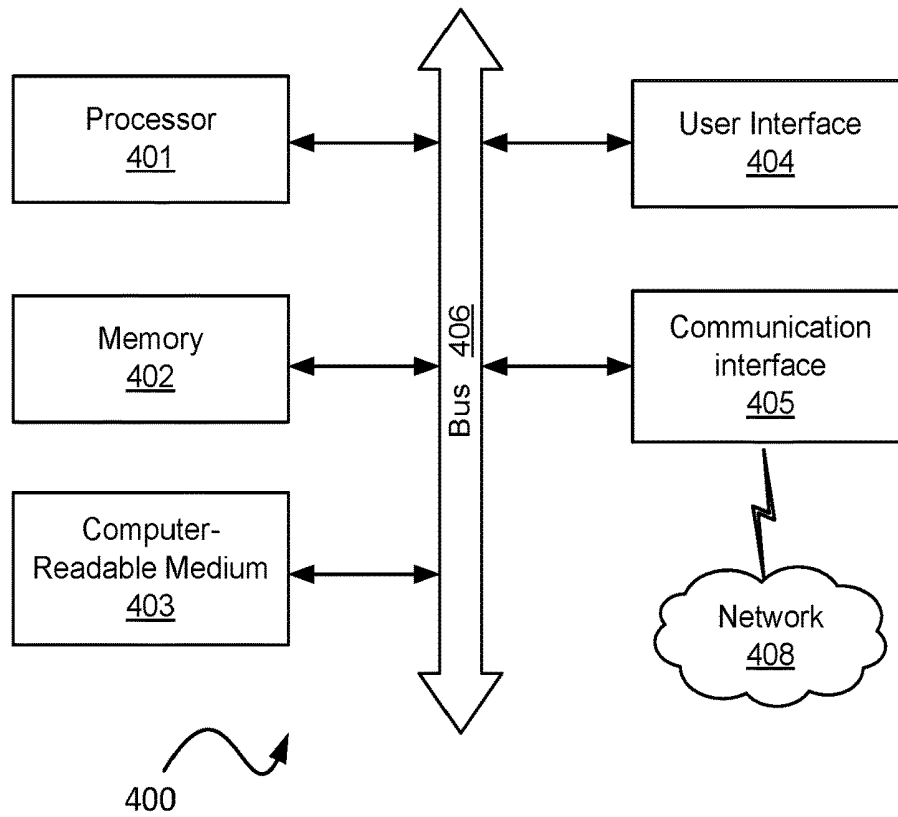 Processor
401
User Interface
404
Memory
402
Bus 406
Communication
interface
405
Computer-
Readable Medium
403
Network
408
400